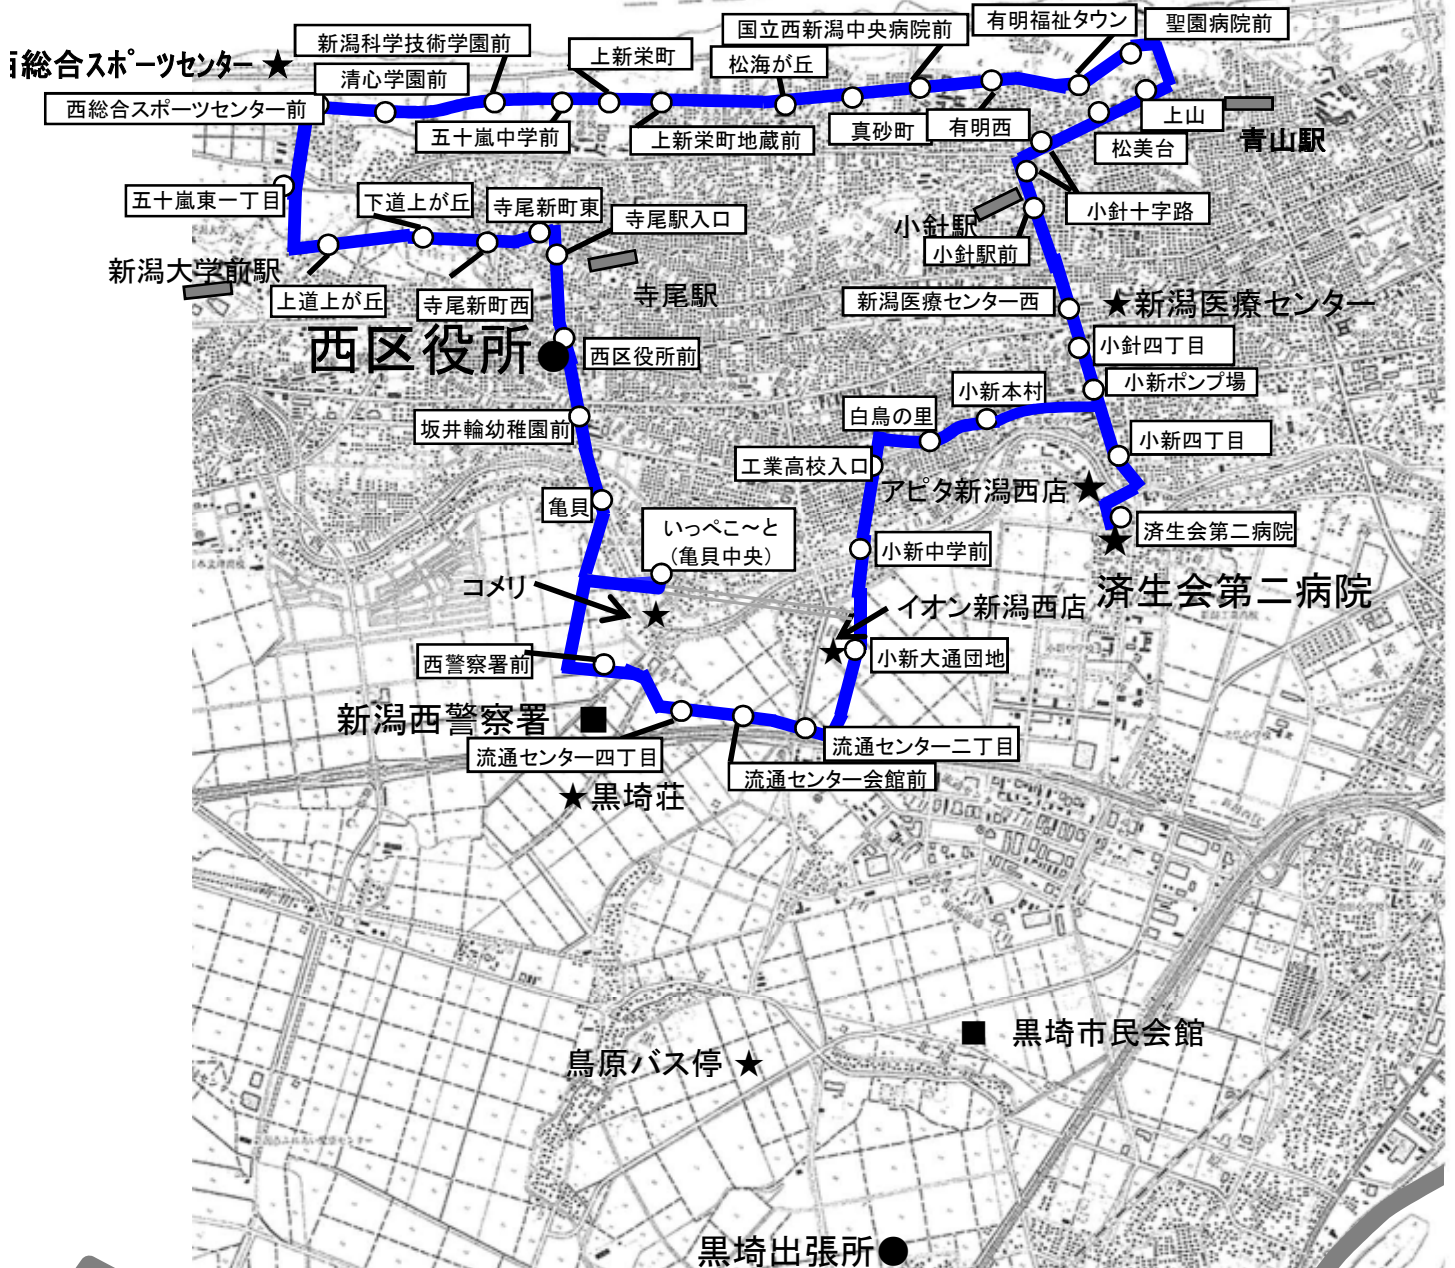 新潟科学技術学園前
上新栄町
国立西新潟中央病院前
有明福祉タウン
聖園病院前
総合スポーツセンター ★
清心学園前
松海が丘
西総合スポーツセンター前
五十嵐中学前
上新栄町地蔵前
真砂町
有明西
上山
松美台
青山駅
五十嵐東一丁目
下道上が丘
寺尾新町東
寺尾駅入口
小針十字路
小針駅
小針駅前
新潟大学前駅
上道上が丘
寺尾新町西
寺尾駅
新潟医療センター西
★新潟医療センター
西区役所
西区役所前
小針四丁目
小新ポンプ場
小新本村
白鳥の里
坂井輪幼稚園前
小新四丁目
工業高校入口
アピタ新潟西店★
亀貝
いっぺこ～と
(亀貝中央)
済生会第二病院
小新中学前
コメリ
イオン新潟西店
済生会第二病院
西警察署前
小新大通団地
新潟西警察署 ■
流通センター四丁目
流通センター二丁目
流通センター会館前
★黒埼荘
■ 黒埼市民会館
鳥原バス停 ★
黒埼出張所●